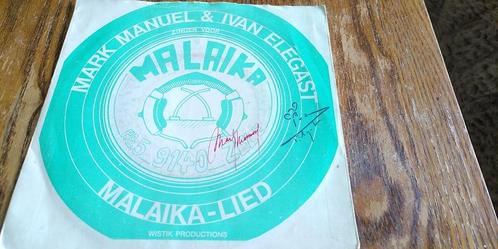 MARK MANUEL & IVAN ELEGAST
ZINGEN VOOR
MALAIKA
MALAIKA-LIED
WISTIK PRODUCTIONS